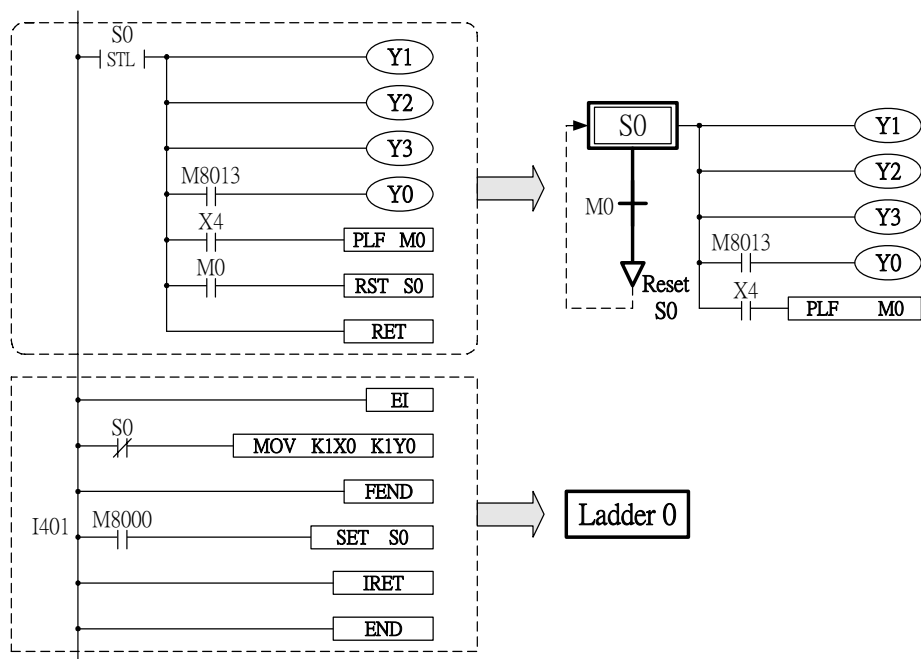 S0
STL
Y1
Y2
Y3
M8013
Y0
X4
PLF M0
M0
RST S0
RET
EI
S0
MOV K1X0 K1Y0
FEND
I401
M8000
SET S0
IRET
END
S0
Y1
Y2
M0
Y3
M8013
Y0
Reset
S0
X4
PLF M0
Ladder 0